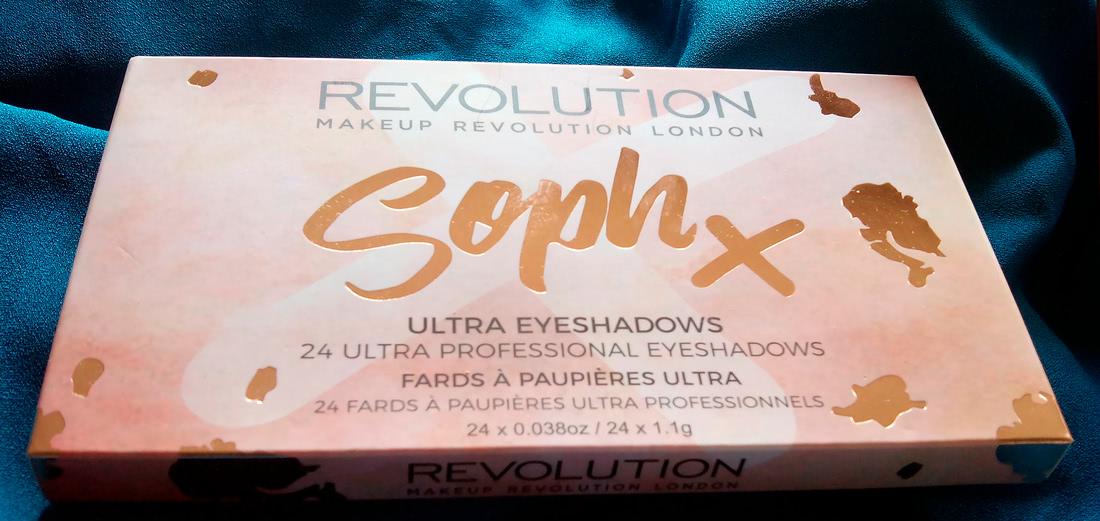 REVOLUTION
MAKEUP REVOLUTION LONDON
Soph x
ULTRA EYESHADOWS
24 ULTRA PROFESSIONAL EYESHADOWS
FARDS À PAUPIÈRES ULTRA
24 FARDS À PAUPIÈRES ULTRA PROFESSIONNELS
24 x 0.038oz / 24 x 1.1g
REVOLUTION
MAKEUP REVOLUTION LONDON